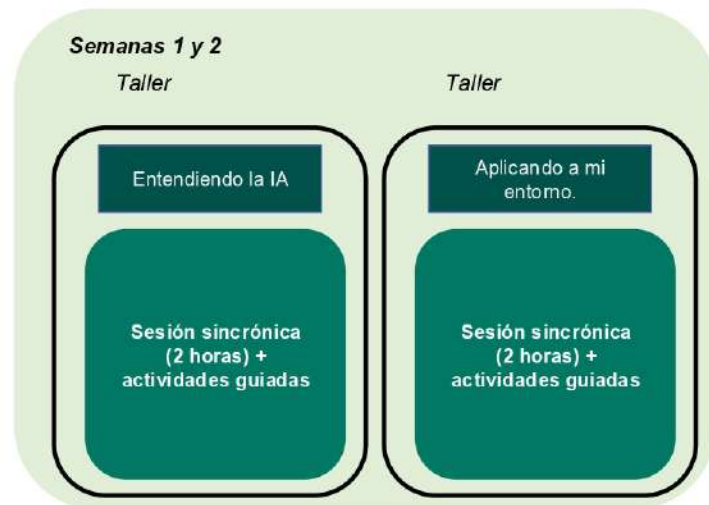 Semanas 1 y 2
Taller
Taller
Entendiendo la IA
Aplicando a mi
entorno.
Sesión sincrónica
(2 horas) +
actividades guiadas
Sesión sincrónica
(2 horas) +
actividades guiadas